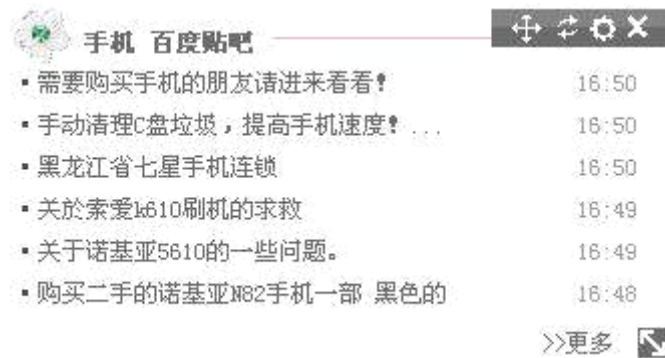 手机 百度贴吧
需要购买手机的朋友请进来看看! 16:50
手动清理C盘垃圾，提高手机速度! ... 16:50
黑龙江省七星手机连锁 16:50
关於索爱k610刷机的求救 16:49
关于诺基亚5610的一些问题。 16:49
购买二手的诺基亚N82手机一部 黑色的 16:48
>>更多